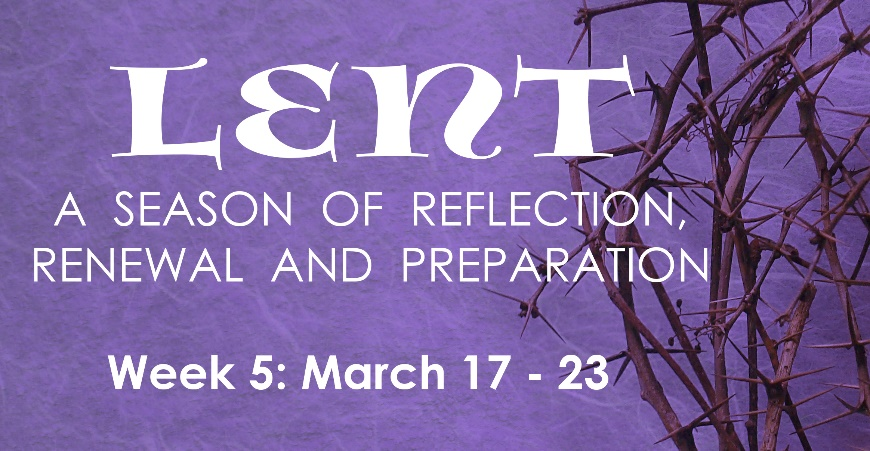 LENT
A SEASON OF REFLECTION,
RENEWAL AND PREPARATION
Week 5: March 17 - 23